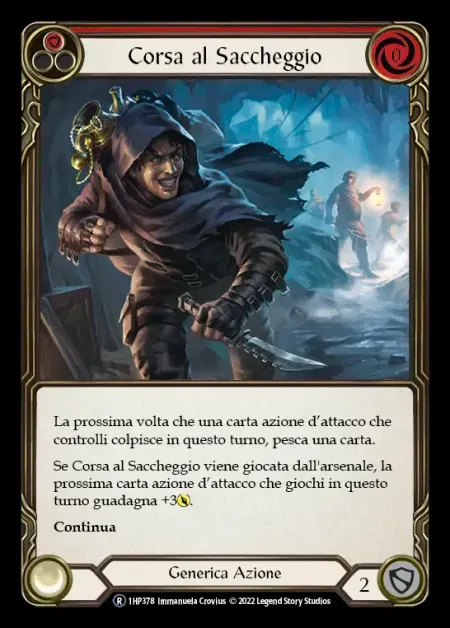 Corsa al Saccheggio
0
La prossima volta che una carta azione d'attacco che
controlli colpisce in questo turno, pesca una carta.
Se Corsa al Saccheggio viene giocata dall'arsenale, la
prossima carta azione d'attacco che giochi in questo
turno guadagna +3.
Continua
Generica Azione
2
R 1HP378 Immanuela Crovius © 2022 Legend Story Studios